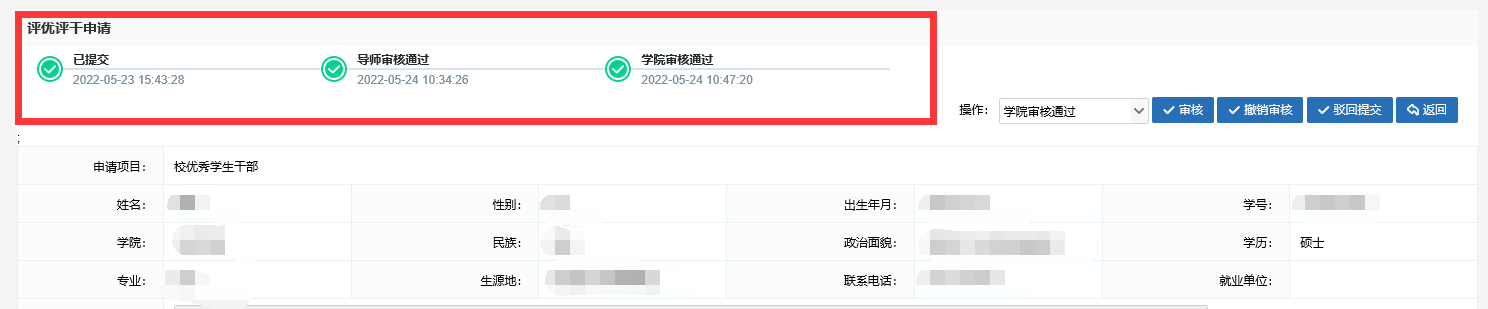 评优评干申请
已提交 导师审核通过 学院审核通过
2022-05-23 15:43:28 2022-05-24 10:34:26 2022-05-24 10:47:20
操作: 学院审核通过 审核 撤销审核 驳回提交 返回
;
申请项目: 校优秀学生干部
姓名: 性别: 出生年月: 学号:
学院: 民族: 政治面貌: 学历: 硕士
专业: 生源地: 联系电话: 就业单位: